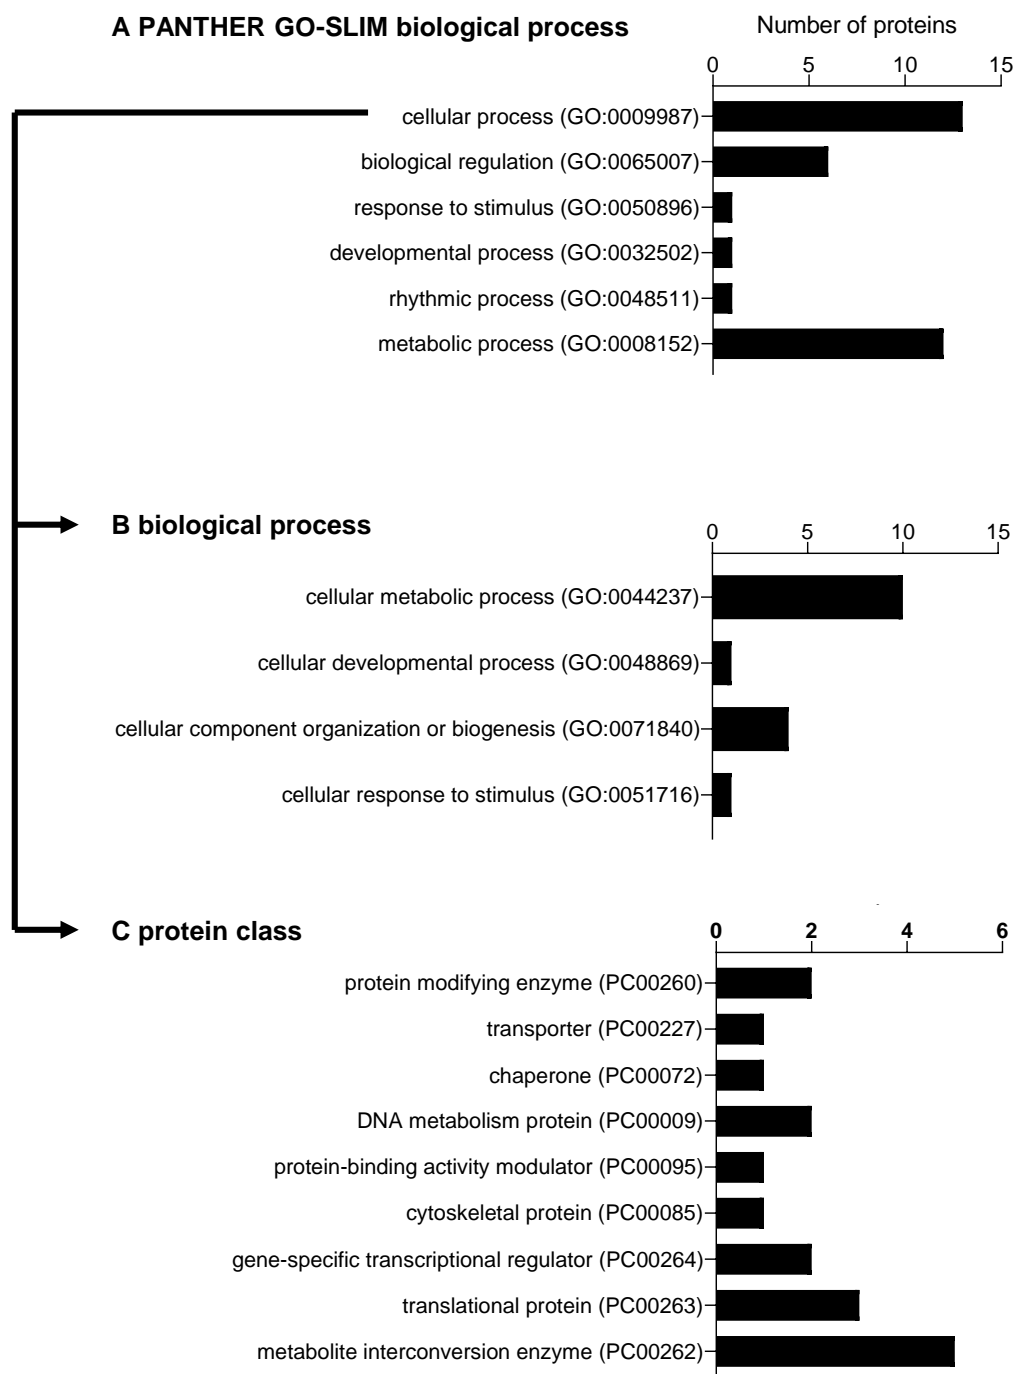 A PANTHER GO-SLIM biological process
Number of proteins
0 5 10 15
cellular process (GO:0009987)
biological regulation (GO:0065007)
response to stimulus (GO:0050896)
developmental process (GO:0032502)
rhythmic process (GO:0048511)
metabolic process (GO:0008152)
B biological process
0 5 10 15
cellular metabolic process (GO:0044237)
cellular developmental process (GO:0048869)
cellular component organization or biogenesis (GO:0071840)
cellular response to stimulus (GO:0051716)
C protein class
0 2 4 6
protein modifying enzyme (PC00260)
transporter (PC00227)
chaperone (PC00072)
DNA metabolism protein (PC00009)
protein-binding activity modulator (PC00095)
cytoskeletal protein (PC00085)
gene-specific transcriptional regulator (PC00264)
translational protein (PC00263)
metabolite interconversion enzyme (PC00262)